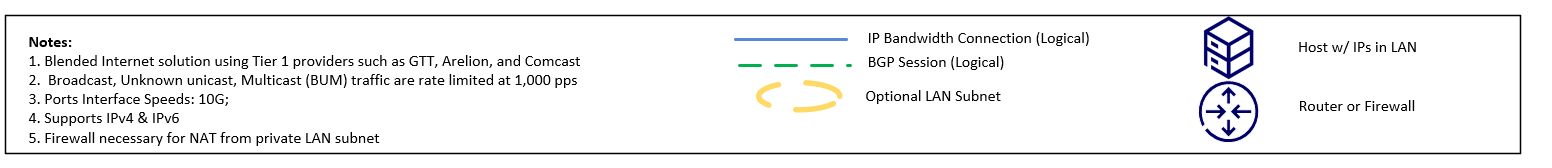 Notes:
1. Blended Internet solution using Tier 1 providers such as GTT, Arelion, and Comcast
2.  Broadcast, Unknown unicast, Multicast (BUM) traffic are rate limited at 1,000 pps
3. Ports Interface Speeds: 10G;
4. Supports IPv4 & IPv6
5. Firewall necessary for NAT from private LAN subnet
IP Bandwidth Connection (Logical)
BGP Session (Logical)
Optional LAN Subnet
Host w/ IPs in LAN
Router or Firewall